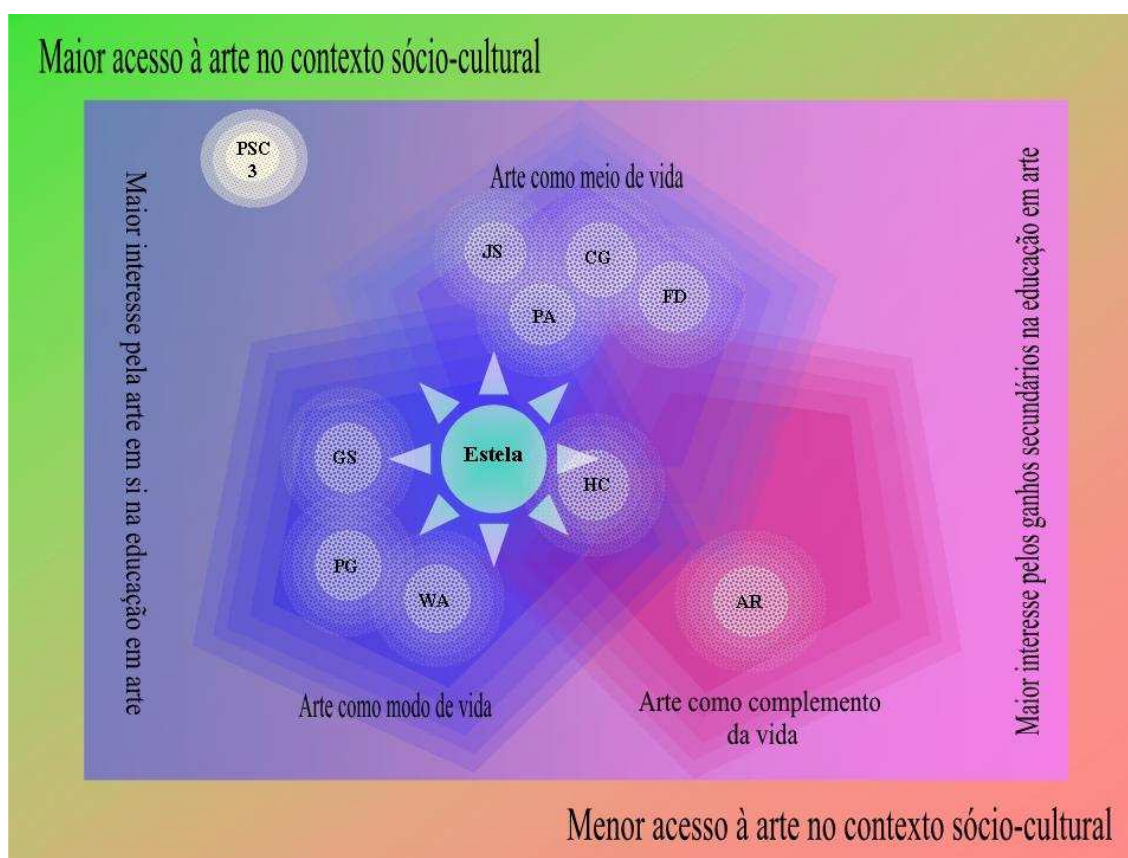 Maior acesso à arte no contexto sócio-cultural
PSC
3
Maior interesse pela arte em si na educação em arte
Arte como meio de vida
Maior interesse pelos ganhos secundários na educação em arte
JS
CG
FD
PA
GS
Estela
HC
PG
WA
AR
Arte como modo de vida
Arte como complemento
da vida
Menor acesso à arte no contexto sócio-cultural